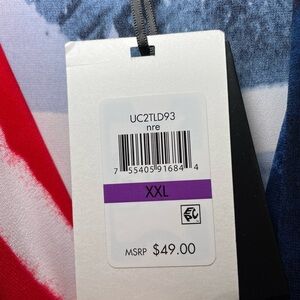 UC2TLD93
nre
7 55405 91684 4
XXL
MSRP $49.00